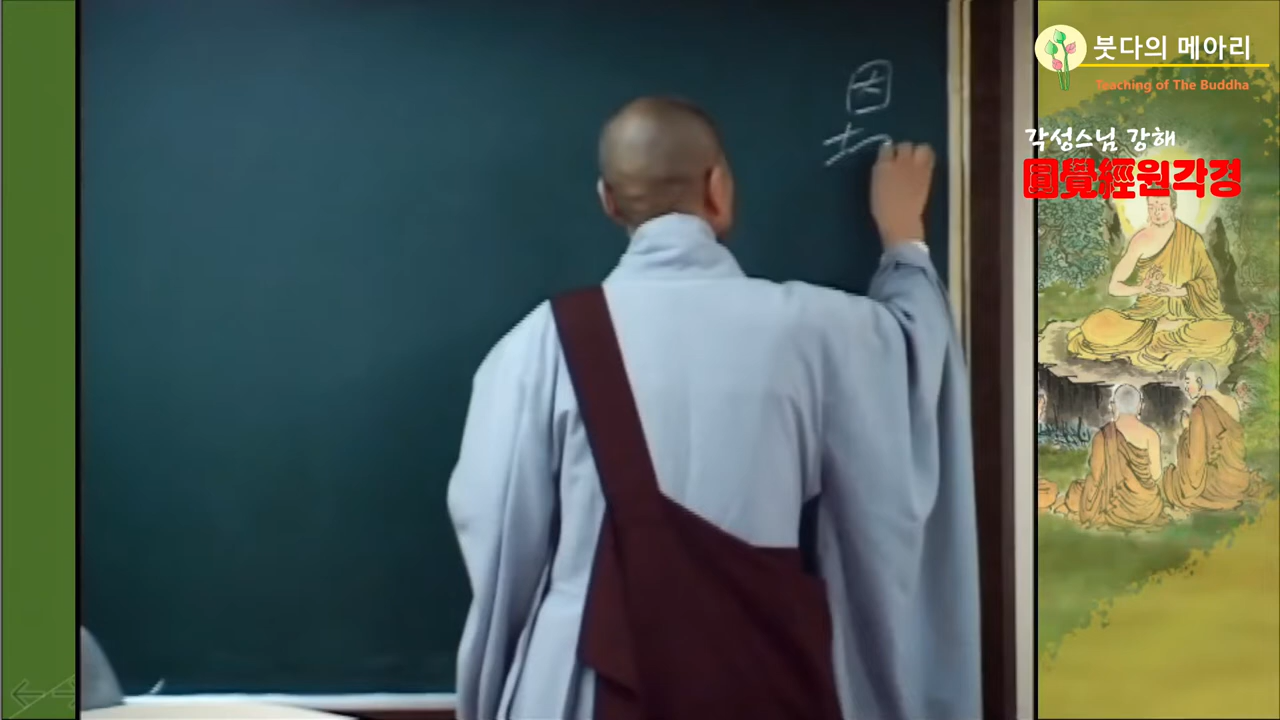 붓다의 메아리
Teaching of The Buddha
각성스님 강해
圓覺經원각경
因
地